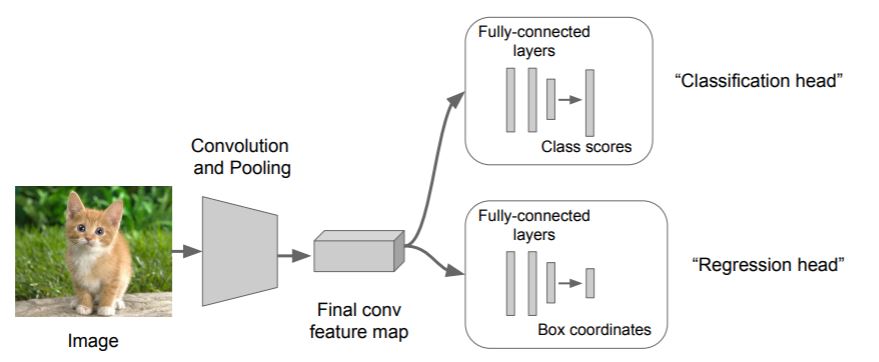 Fully-connected
layers
Class scores
“Classification head”
Convolution
and Pooling
Image
Final conv
feature map
Fully-connected
layers
Box coordinates
“Regression head”